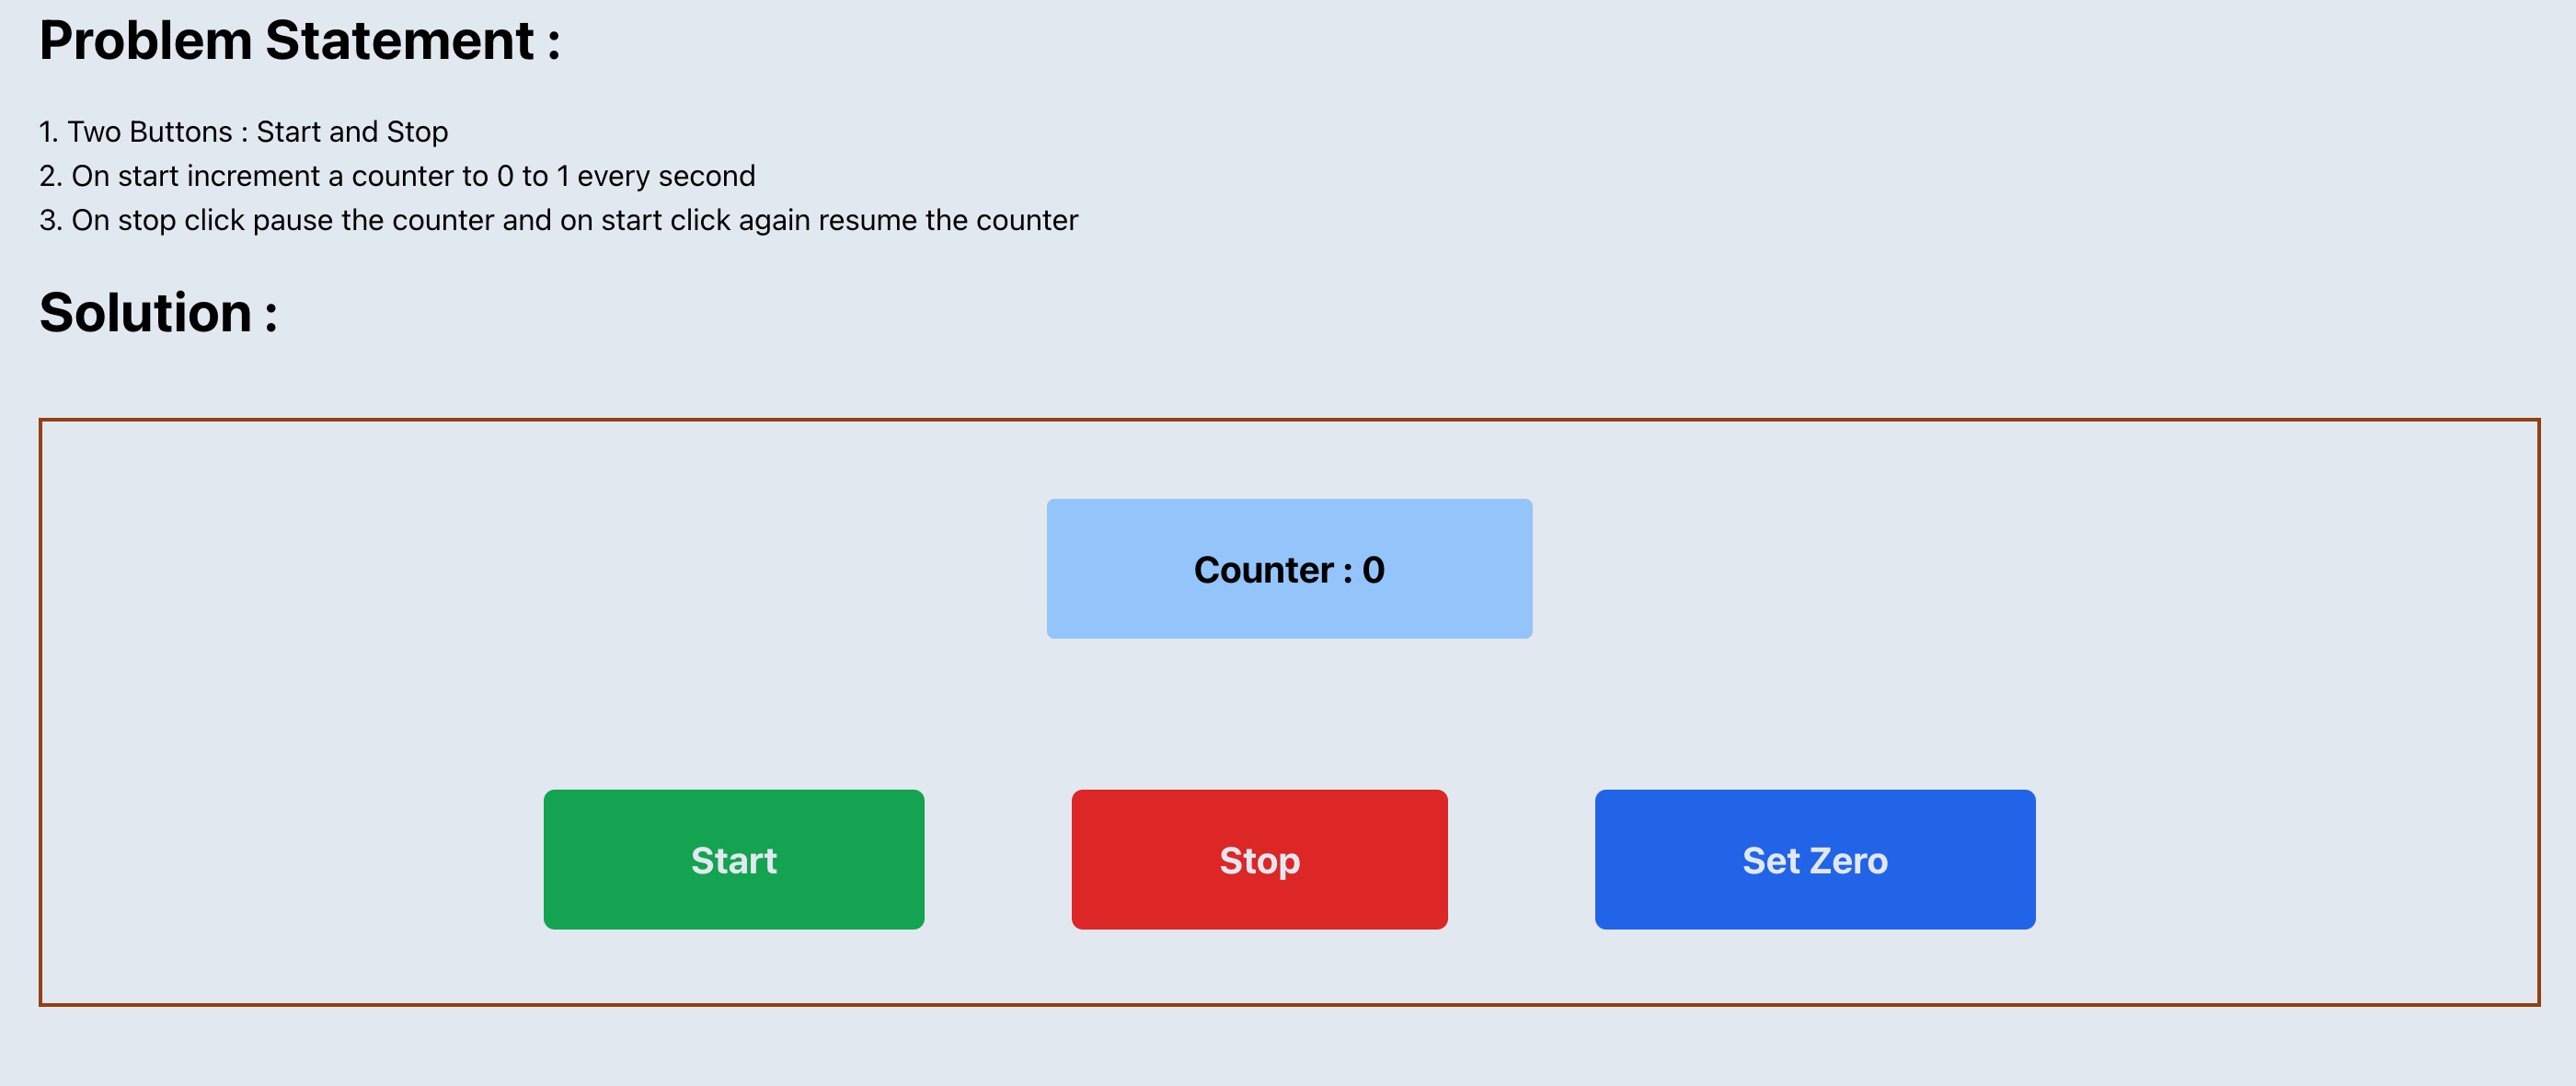 Problem Statement :
1. Two Buttons : Start and Stop
2. On start increment a counter to 0 to 1 every second
3. On stop click pause the counter and on start click again resume the counter
Solution :
Counter : 0
Start
Stop
Set Zero